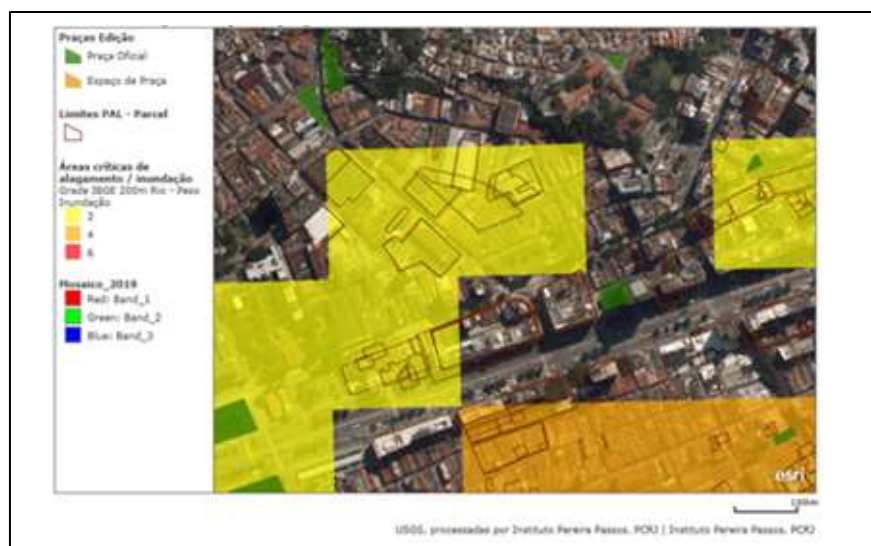 Praças Edição
Praça Oficial
Espaço de Praça
Limites PAL - Parcel
Áreas críticas de
alagamento / inundação
Grade IBGE 200m Rio - Peso
Inundação
2
4
6
Mosaico_2019
Red: Band_1
Green: Band_2
Blue: Band_3
esri
USGS, processadas por Instituto Pereira Passos. PCRJ | Instituto Pereira Passos. PCRJ